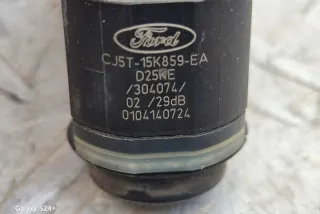 Ford
CJ5T-15K859-EA
D25KE
/304074/
02 /29dB
0104140724
Galaxy S24+